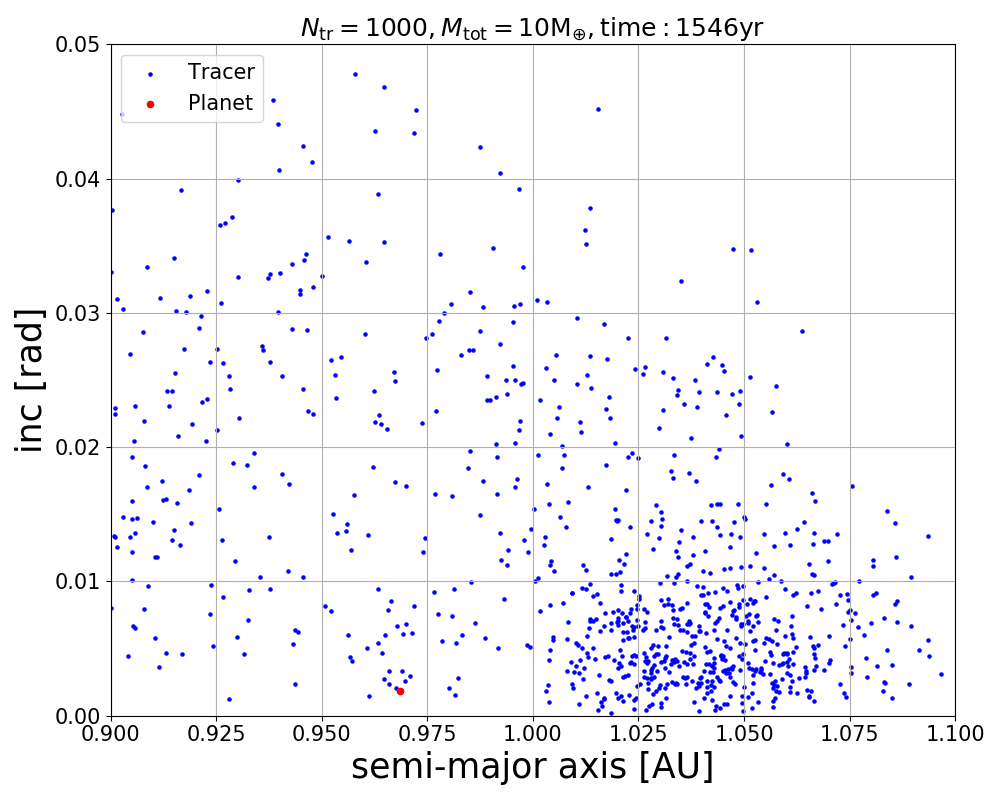 N_tr = 1000, M_tot = 10M_⊕, time : 1546yr
0.05
Tracer
Planet
0.04
0.03
inc [rad]
0.02
0.01
0.00
0.900 0.925 0.950 0.975 1.000 1.025 1.050 1.075 1.100
semi-major axis [AU]